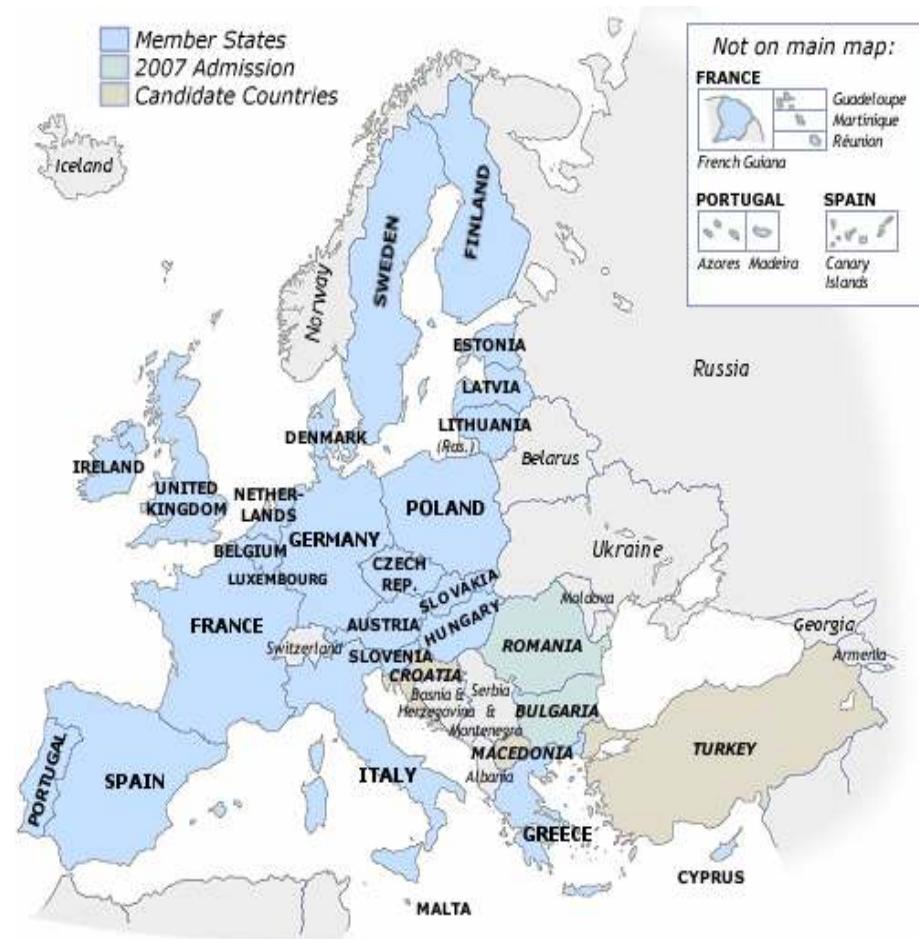 Member States
2007 Admission
Candidate Countries
Not on main map:
FRANCE
Guadeloupe
Martinique
Réunion
French Guiana
PORTUGAL
SPAIN
Azores
Madeira
Canary
Islands
Iceland
Norway
SWEDEN
FINLAND
Russia
ESTONIA
LATVIA
LITHUANIA
(Rus.)
DENMARK
Belarus
IRELAND
UNITED
KINGDOM
NETHER-
LANDS
POLAND
GERMANY
BELGIUM
Ukraine
CZECH
REP.
LUXEMBOURG
SLOVAKIA
Moldova
FRANCE
AUSTRIA
HUNGARY
Georgia
Switzerland
SLOVENIA
ROMANIA
Armenia
CROATIA
Bosnia &
Herzegovina
Serbia
&
Montenegro
BULGARIA
MACEDONIA
TURKEY
Albania
PORTUGAL
SPAIN
ITALY
GREECE
CYPRUS
MALTA